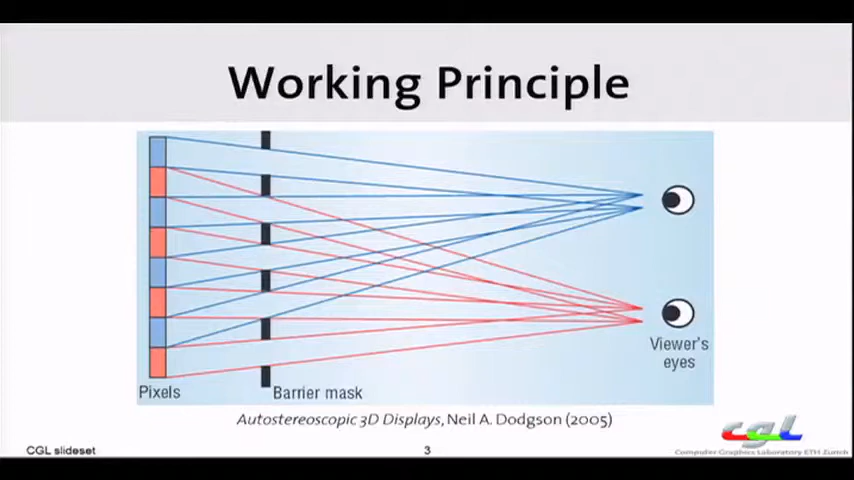 Working Principle
Viewer's
eyes
Pixels
Barrier mask
Autostereoscopic 3D Displays, Neil A. Dodgson (2005)
cgl
CGL slideset
3
Computer Graphics Laboratory ETH Zurich